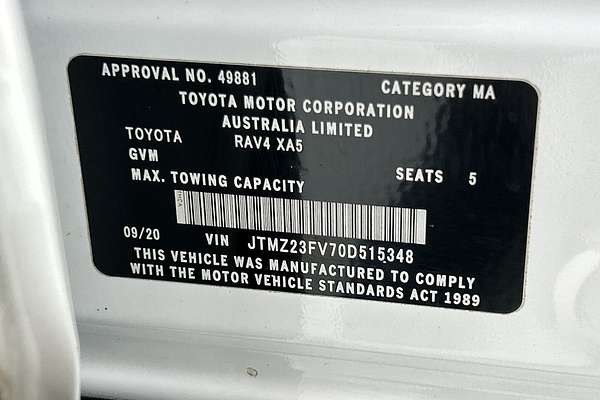 APPROVAL NO. 49881 CATEGORY MA
TOYOTA MOTOR CORPORATION
AUSTRALIA LIMITED
TOYOTA RAV4 XA5
GVM
MAX. TOWING CAPACITY SEATS 5
09/20 VIN JTMZ23FV70D515348
THIS VEHICLE WAS MANUFACTURED TO COMPLY
WITH THE MOTOR VEHICLE STANDARDS ACT 1989